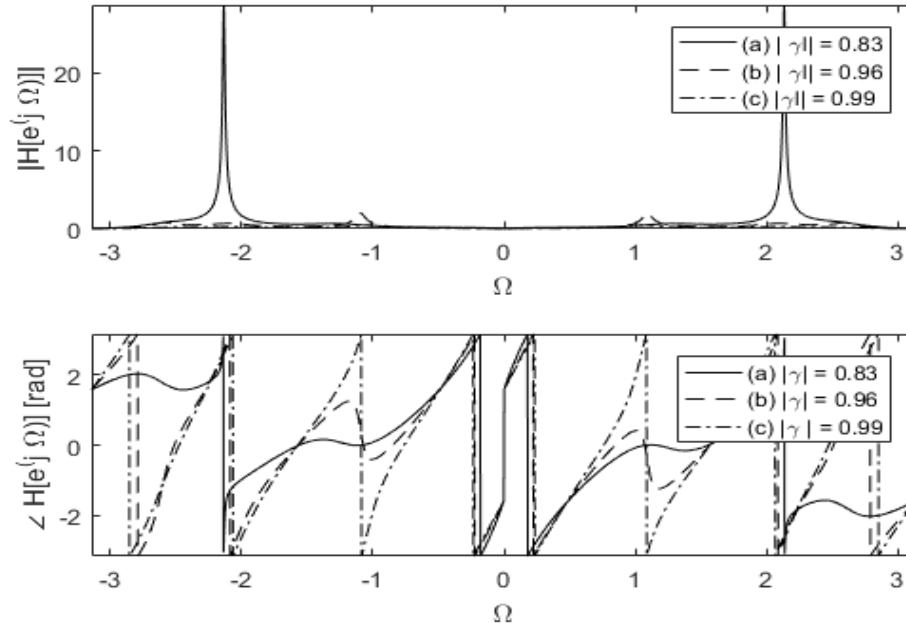 |H[e^(j Ω)]|
20
10
0
(a) | γl| = 0.83
(b) | γl| = 0.96
(c) |γl| = 0.99
-3 -2 -1 0 1 2 3
Ω
∠ H[e^(j Ω)] [rad]
2
0
-2
(a) |γ| = 0.83
(b) |γ| = 0.96
(c) |γ | = 0.99
-3 -2 -1 0 1 2 3
Ω